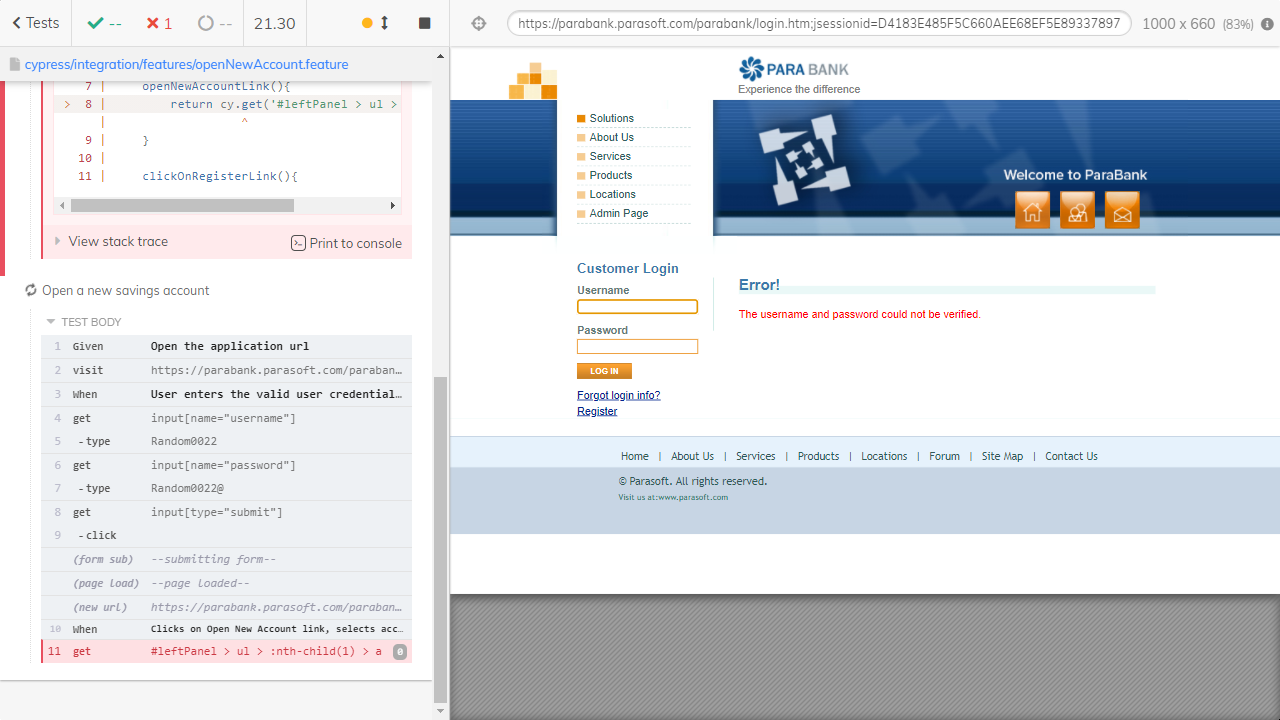 Tests
--
1
--
21.30
https://parabank.parasoft.com/parabank/login.htm;jsessionid=D4183E485F5C660AEE68EF5E89337897
1000 x 660 (83%)
cypress/integration/features/openNewAccount.feature
7 | openNewAccountLink(){
> 8 | return cy.get('#leftPanel > ul >
| ^
9 | }
10 |
11 | clickOnRegisterLink(){
View stack trace
Print to console
Open a new savings account
TEST BODY
1 Given Open the application url
2 visit https://parabank.parasoft.com/paraban…
3 When User enters the valid user credential…
4 get input[name="username"]
5 -type Random0022
6 get input[name="password"]
7 -type Random0022@
8 get input[type="submit"]
9 -click
(form sub) --submitting form--
(page load) --page loaded--
(new url) https://parabank.parasoft.com/paraban…
10 When Clicks on Open New Account link, selects acc…
11 get #leftPanel > ul > :nth-child(1) > a 0
PARA BANK
Experience the difference
Solutions
About Us
Services
Products
Locations
Admin Page
Welcome to ParaBank
Customer Login
Username
Password
LOG IN
Forgot login info?
Register
Error!
The username and password could not be verified.
Home | About Us | Services | Products | Locations | Forum | Site Map | Contact Us
© Parasoft. All rights reserved.
Visit us at:www.parasoft.com